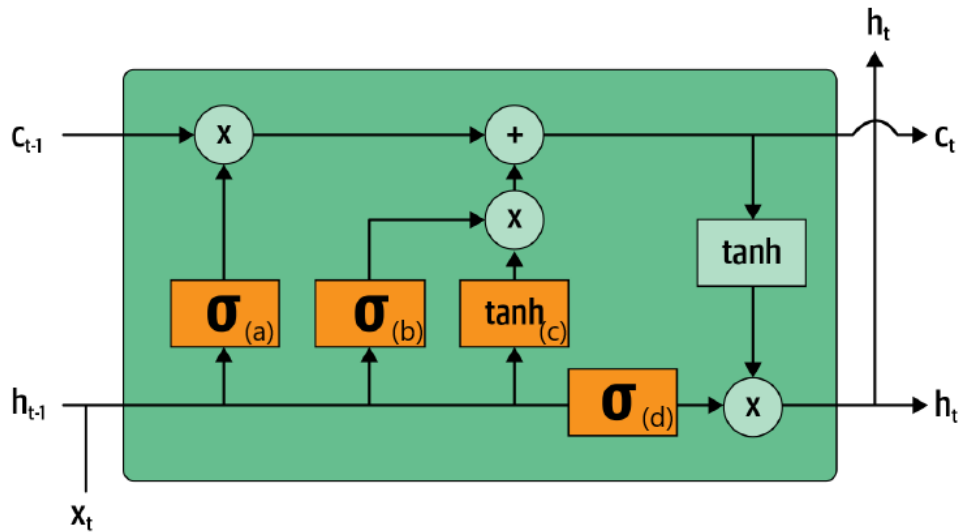 hₜ
cₜ₋₁ x + cₜ
x
tanh
σ(a) σ(b) tanh(c)
hₜ₋₁ σ(d) x hₜ
xₜ